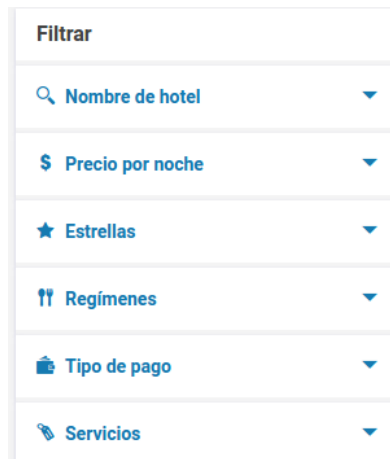 Filtrar
Nombre de hotel
$ Precio por noche
Estrellas
Regímenes
Tipo de pago
Servicios